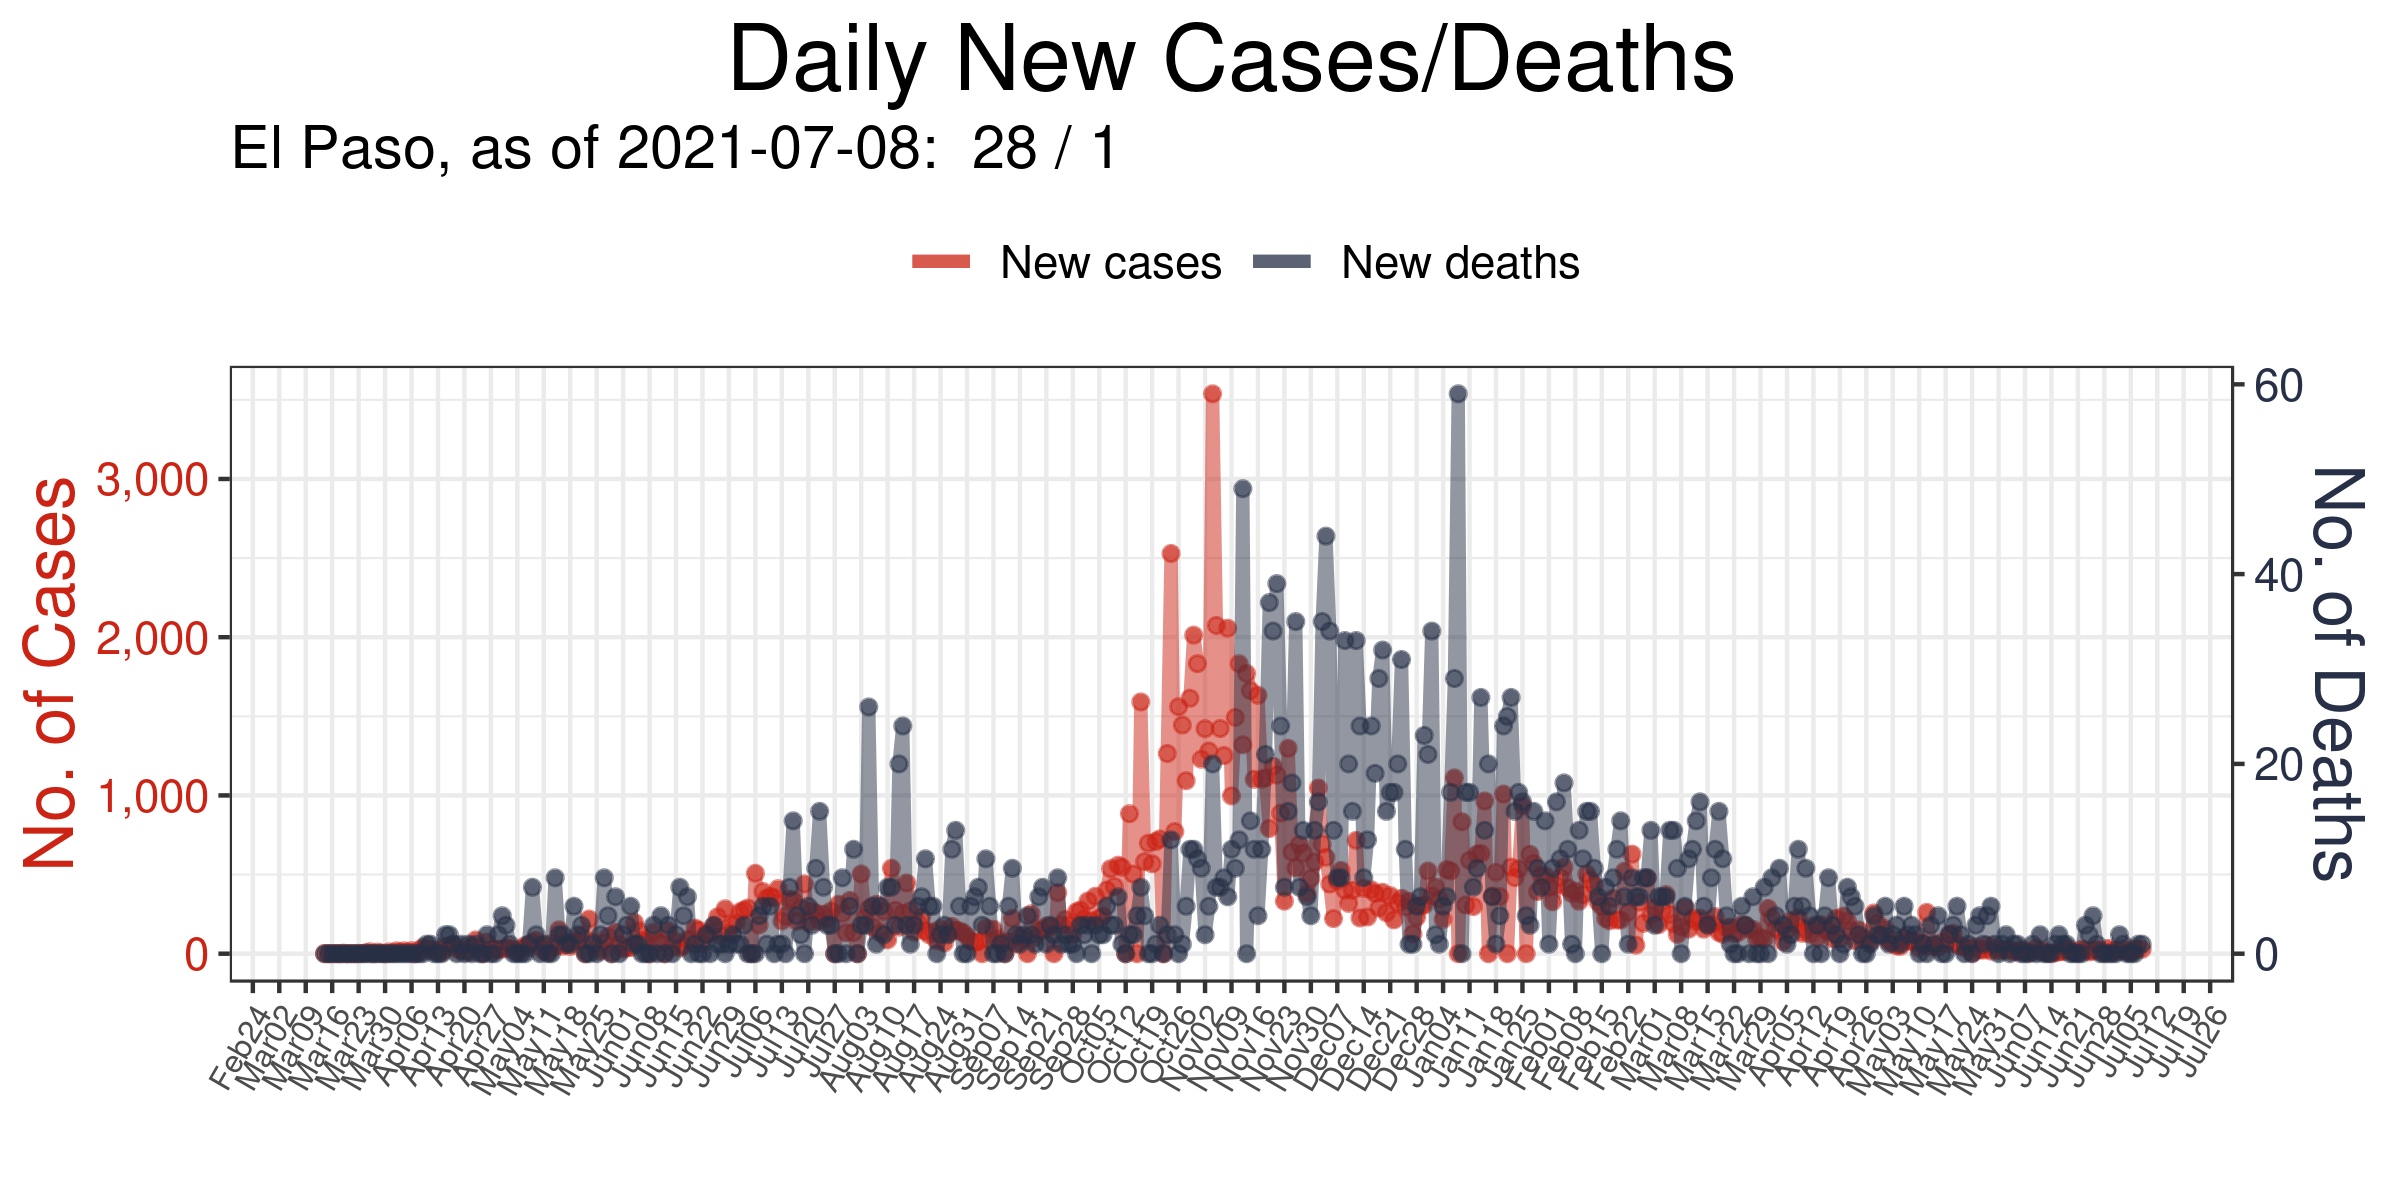 Daily New Cases/Deaths
El Paso, as of 2021-07-08:  28 / 1
New cases
New deaths
No. of Cases
3,000
2,000
1,000
0
60
40
20
0
No. of Deaths
Feb24
Mar02
Mar09
Mar16
Mar23
Mar30
Apr06
Apr13
Apr20
Apr27
May04
May11
May18
May25
Jun01
Jun08
Jun15
Jun22
Jun29
Jul06
Jul13
Jul20
Jul27
Aug03
Aug10
Aug17
Aug24
Aug31
Sep07
Sep14
Sep21
Sep28
Oct05
Oct12
Oct19
Oct26
Nov02
Nov09
Nov16
Nov23
Nov30
Dec07
Dec14
Dec21
Dec28
Jan04
Jan11
Jan18
Jan25
Feb01
Feb08
Feb15
Feb22
Mar01
Mar08
Mar15
Mar22
Mar29
Apr05
Apr12
Apr19
Apr26
May03
May10
May17
May24
May31
Jun07
Jun14
Jun21
Jun28
Jul05
Jul12
Jul19
Jul26